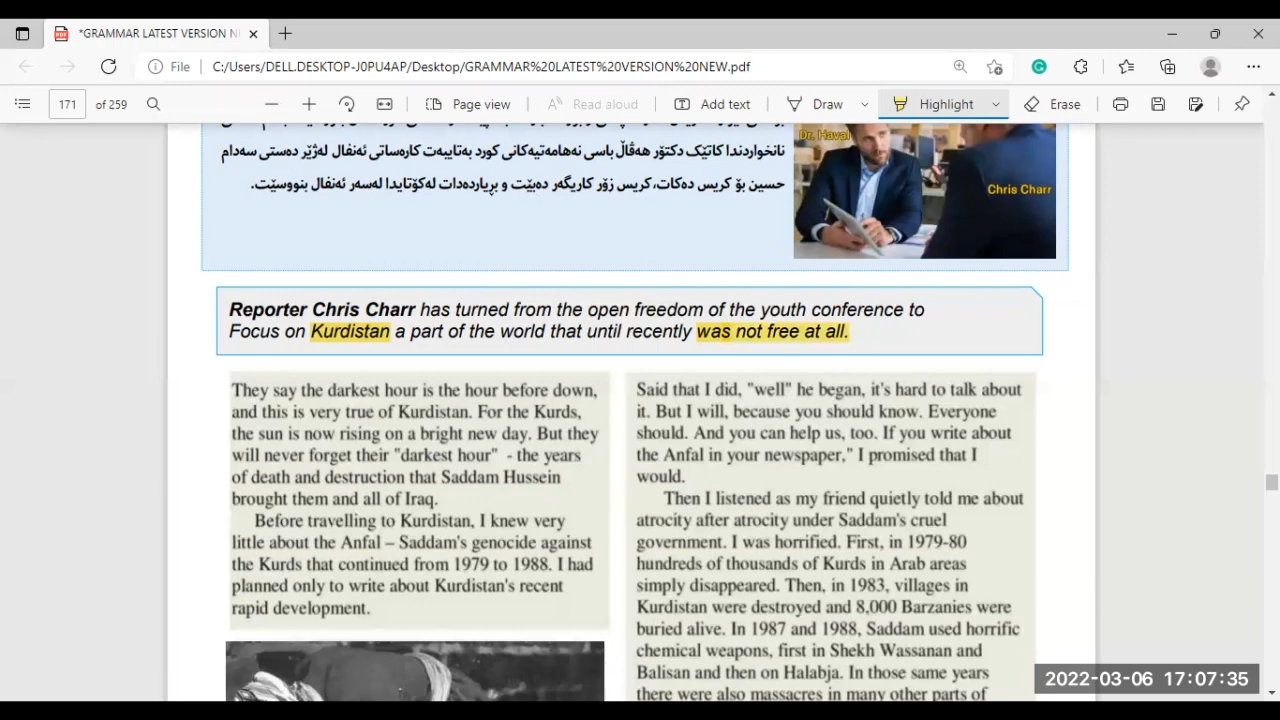 *GRAMMAR LATEST VERSION N
File C:/Users/DELL.DESKTOP-J0PU4AP/Desktop/GRAMMAR%20LATEST%20VERSION%20NEW.pdf
171 of 259 Page view Read aloud Add text Draw Highlight Erase
نانخواردندا کاتێک دکتۆر هەڤاڵ باسی نەهامەتیەکانی کورد بەتایبەت کارەساتی ئەنفال لەژێر دەستی سەدام
حسین بۆ کریس دەکات، کریس زۆر کاریگەر دەبێت و بڕیاردەدات لەکۆتایدا لەسەر ئەنفال بنووسێت.
Dr. Haval
Chris Charr
Reporter Chris Charr has turned from the open freedom of the youth conference to
Focus on Kurdistan a part of the world that until recently was not free at all.
They say the darkest hour is the hour before down,
and this is very true of Kurdistan. For the Kurds,
the sun is now rising on a bright new day. But they
will never forget their "darkest hour" - the years
of death and destruction that Saddam Hussein
brought them and all of Iraq.
Before travelling to Kurdistan, I knew very
little about the Anfal – Saddam's genocide against
the Kurds that continued from 1979 to 1988. I had
planned only to write about Kurdistan's recent
rapid development.
Said that I did, "well" he began, it's hard to talk about
it. But I will, because you should know. Everyone
should. And you can help us, too. If you write about
the Anfal in your newspaper," I promised that I
would.
Then I listened as my friend quietly told me about
atrocity after atrocity under Saddam's cruel
government. I was horrified. First, in 1979-80
hundreds of thousands of Kurds in Arab areas
simply disappeared. Then, in 1983, villages in
Kurdistan were destroyed and 8,000 Barzanies were
buried alive. In 1987 and 1988, Saddam used horrific
chemical weapons, first in Shekh Wassanan and
Balisan and then on Halabja. In those same years
there were also massacres in many other parts of
2022-03-06 17:07:35